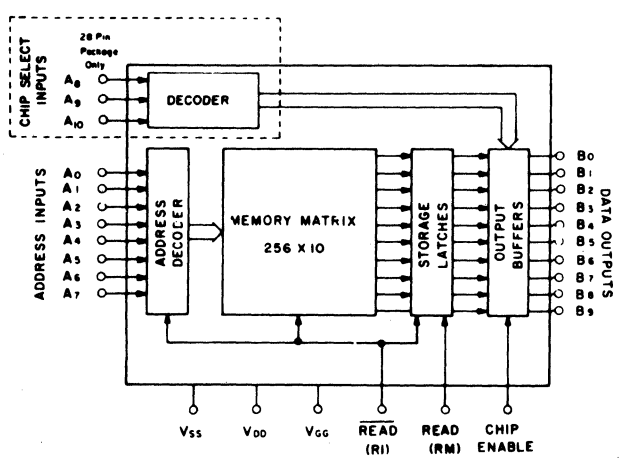 28 Pin
Package
Only
CHIP SELECT
INPUTS
A8
A9
A10
DECODER
ADDRESS INPUTS
A0
A1
A2
A3
A4
A5
A6
A7
ADDRESS
DECODER
MEMORY MATRIX
256 X 10
STORAGE
LATCHES
OUTPUT
BUFFERS
B0
B1
B2
B3
B4
B5
B6
B7
B8
B9
DATA OUTPUTS
VSS
VDD
VGG
READ
(RI)
READ
(RM)
CHIP
ENABLE